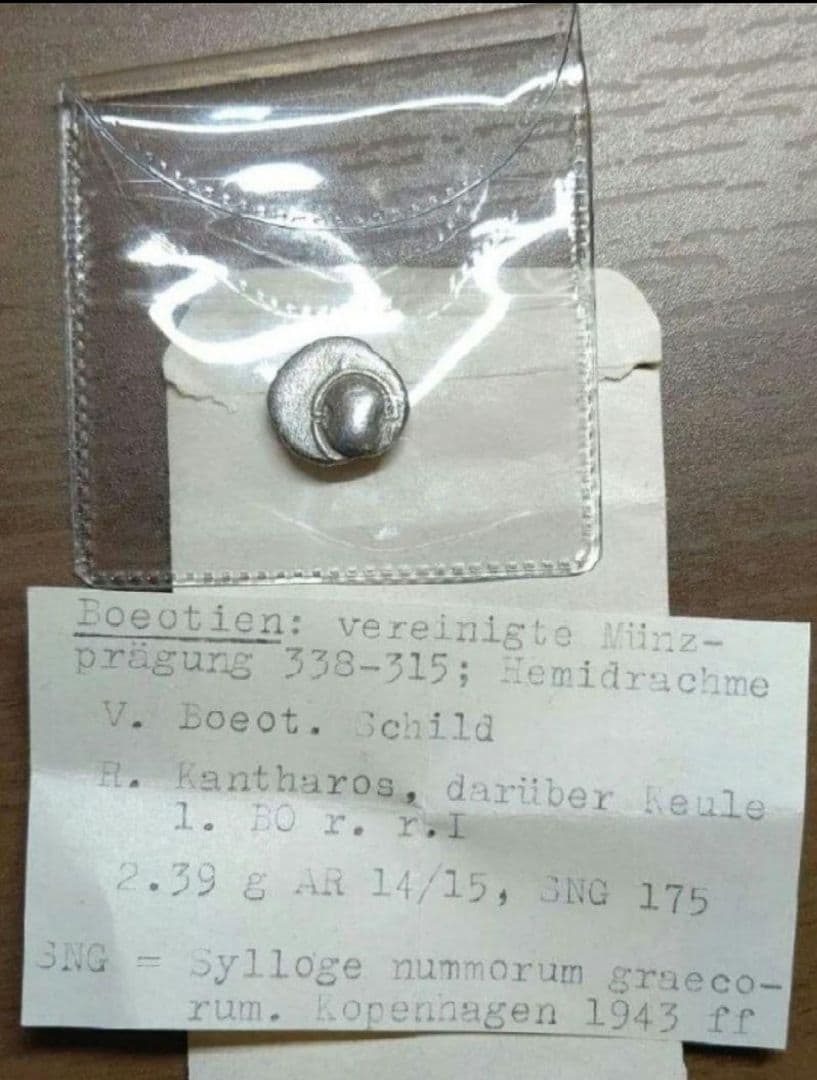 Boeotien: vereinigte Münz-
prägung 338-315; Hemidrachme
V. Boeot. Schild
R. Kantharos, darüber Keule
l. BO r. r.I
2.39 g AR 14/15, SNG 175
SNG = Sylloge nummorum graeco-
rum. Kopenhagen 1943 ff